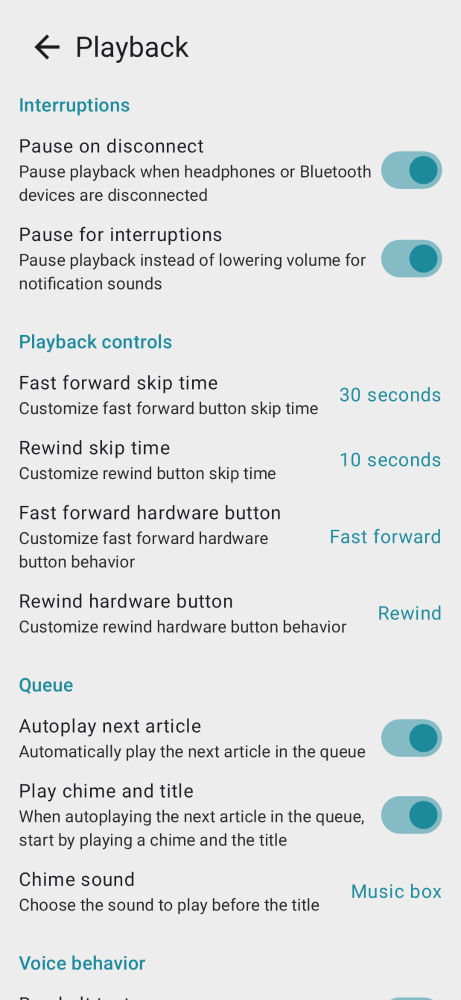 Playback
Interruptions
Pause on disconnect
Pause playback when headphones or Bluetooth
devices are disconnected
Pause for interruptions
Pause playback instead of lowering volume for
notification sounds
Playback controls
Fast forward skip time
Customize fast forward button skip time
30 seconds
Rewind skip time
Customize rewind button skip time
10 seconds
Fast forward hardware button
Customize fast forward hardware
button behavior
Fast forward
Rewind hardware button
Customize rewind hardware button behavior
Rewind
Queue
Autoplay next article
Automatically play the next article in the queue
Play chime and title
When autoplaying the next article in the queue,
start by playing a chime and the title
Chime sound
Choose the sound to play before the title
Music box
Voice behavior